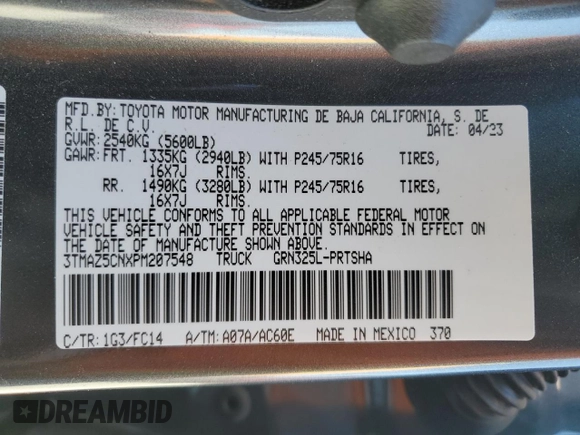 MFD.BY: TOYOTA MOTOR MANUFACTURING DE BAJA CALIFORNIA, S. DE
R.L. DE C.V. DATE: 04/23
GVWR: 2540KG (5600LB)
GAWR: FRT. 1335KG (2940LB) WITH P245/75R16 TIRES,
16X7J RIMS.
RR. 1490KG (3280LB) WITH P245/75R16 TIRES,
16X7J RIMS.
THIS VEHICLE CONFORMS TO ALL APPLICABLE FEDERAL MOTOR
VEHICLE SAFETY AND THEFT PREVENTION STANDARDS IN EFFECT ON
THE DATE OF MANUFACTURE SHOWN ABOVE.
3TMAZ5CNXPM207548 TRUCK GRN325L-PRTSHA
C/TR: 1G3/FC14 A/TM: A07A/AC60E MADE IN MEXICO 370
DREAMBID